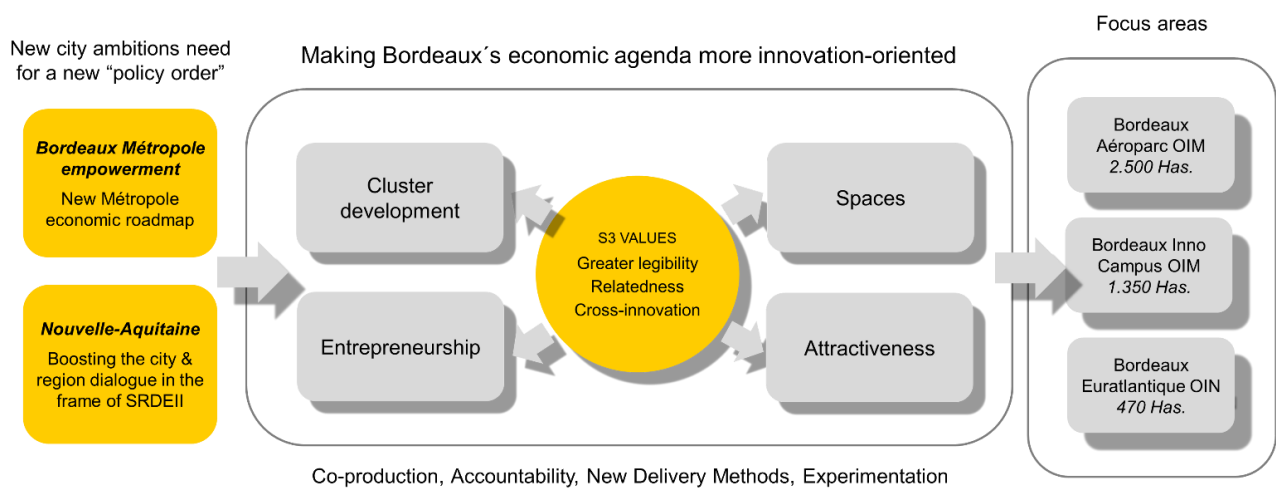 New city ambitions need
for a new “policy order”
Bordeaux Métropole
empowerment
New Métropole
economic roadmap
Nouvelle-Aquitaine
Boosting the city &
region dialogue in the
frame of SRDEII
Making Bordeaux´s economic agenda more innovation-oriented
Cluster
development
Entrepreneurship
S3 VALUES
Greater legibility
Relatedness
Cross-innovation
Spaces
Attractiveness
Co-production, Accountability, New Delivery Methods, Experimentation
Focus areas
Bordeaux
Aéroparc OIM
2.500 Has.
Bordeaux Inno
Campus OIM
1.350 Has.
Bordeaux
Euratlantique OIN
470 Has.